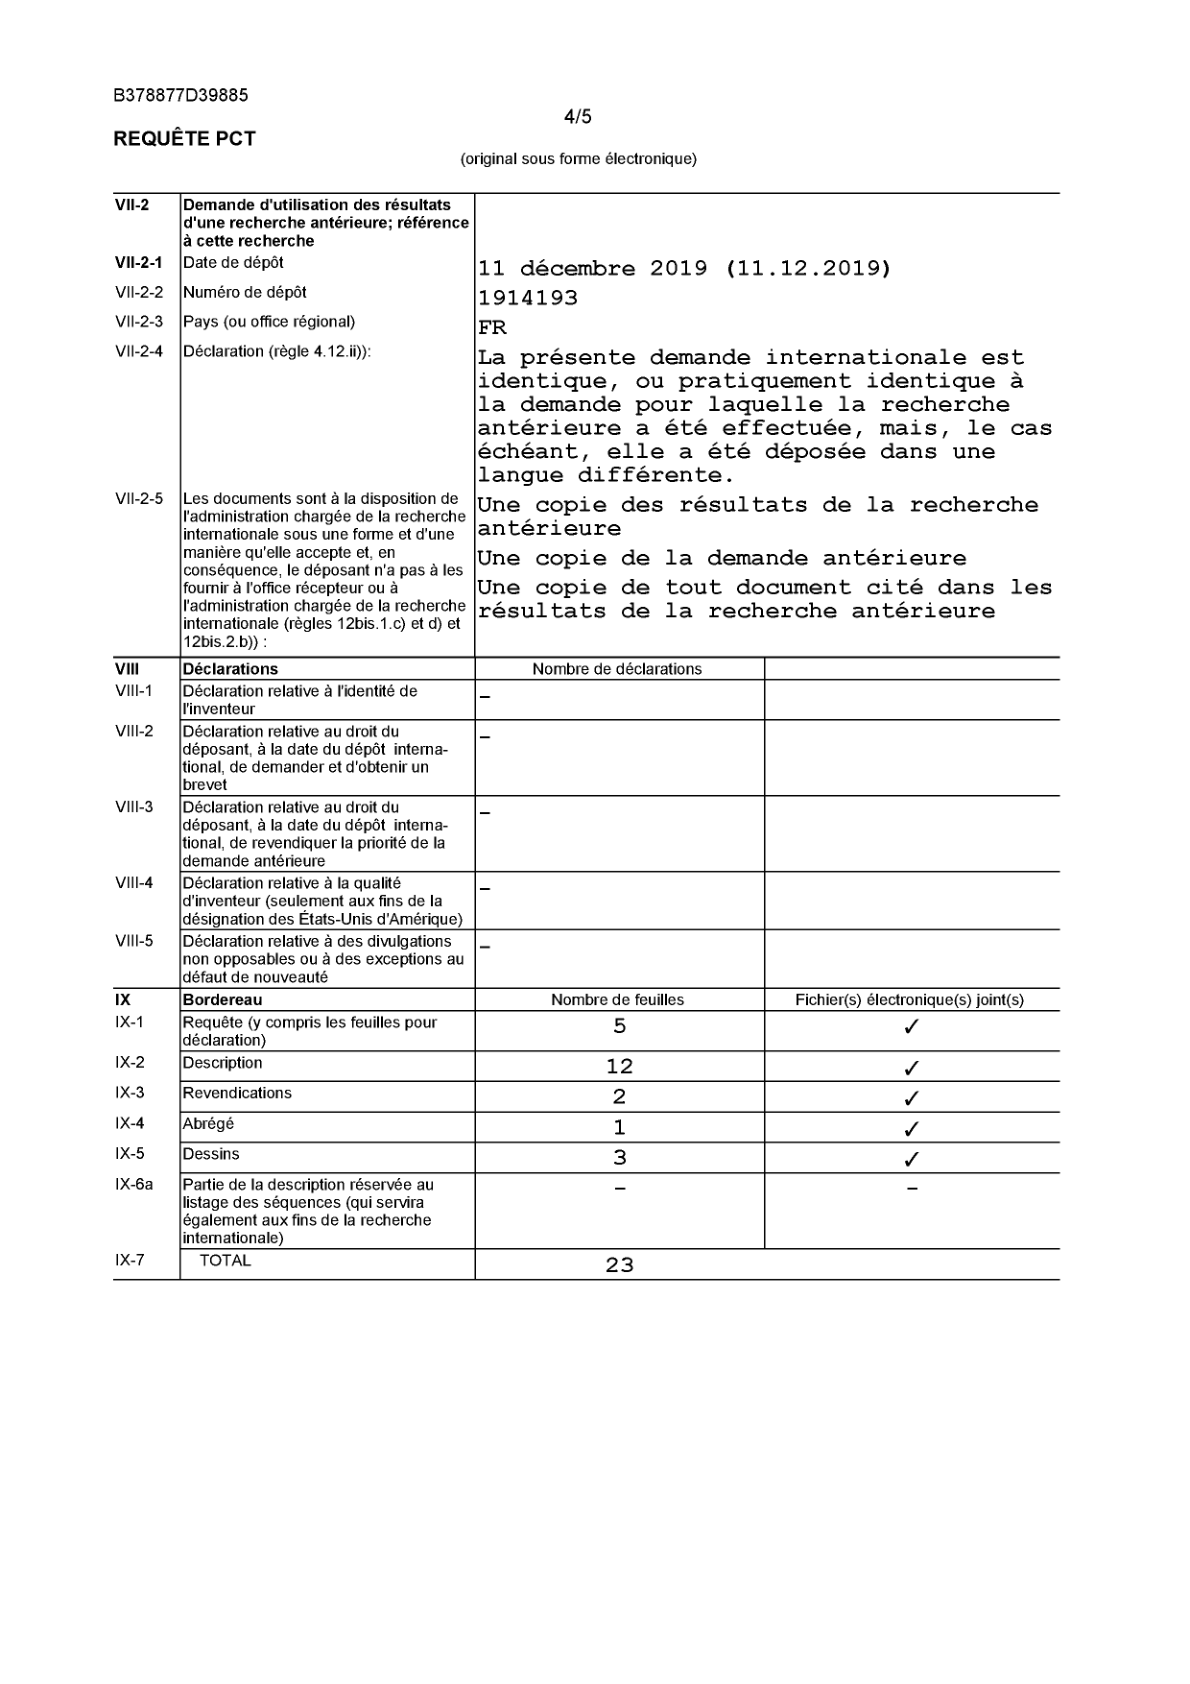 B378877D39885
4/5
REQUÊTE PCT
(original sous forme électronique)
VII-2 Demande d'utilisation des résultats
d'une recherche antérieure; référence
à cette recherche
VII-2-1 Date de dépôt 11 décembre 2019 (11.12.2019)
VII-2-2 Numéro de dépôt 1914193
VII-2-3 Pays (ou office régional) FR
VII-2-4 Déclaration (règle 4.12.ii)): La présente demande internationale est
identique, ou pratiquement identique à
la demande pour laquelle la recherche
antérieure a été effectuée, mais, le cas
échéant, elle a été déposée dans une
langue différente.
VII-2-5 Les documents sont à la disposition de
l'administration chargée de la recherche
internationale sous une forme et d'une
manière qu'elle accepte et, en
conséquence, le déposant n'a pas à les
fournir à l'office récepteur ou à
l'administration chargée de la recherche
internationale (règles 12bis.1.c) et d) et
12bis.2.b)) :
Une copie des résultats de la recherche
antérieure
Une copie de la demande antérieure
Une copie de tout document cité dans les
résultats de la recherche antérieure
VIII Déclarations Nombre de déclarations
VIII-1 Déclaration relative à l'identité de
l'inventeur –
VIII-2 Déclaration relative au droit du
déposant, à la date du dépôt interna-
tional, de demander et d'obtenir un
brevet –
VIII-3 Déclaration relative au droit du
déposant, à la date du dépôt interna-
tional, de revendiquer la priorité de la
demande antérieure –
VIII-4 Déclaration relative à la qualité
d'inventeur (seulement aux fins de la
désignation des États-Unis d'Amérique) –
VIII-5 Déclaration relative à des divulgations
non opposables ou à des exceptions au
défaut de nouveauté –
IX Bordereau Nombre de feuilles Fichier(s) électronique(s) joint(s)
IX-1 Requête (y compris les feuilles pour
déclaration) 5 ✓
IX-2 Description 12 ✓
IX-3 Revendications 2 ✓
IX-4 Abrégé 1 ✓
IX-5 Dessins 3 ✓
IX-6a Partie de la description réservée au
listage des séquences (qui servira
également aux fins de la recherche
internationale) – –
IX-7 TOTAL 23